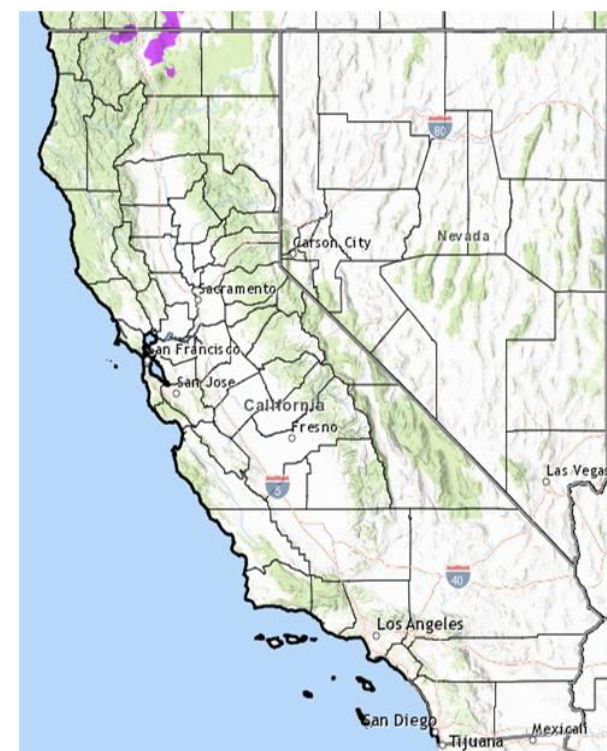 80
Nevada
Carson City
Sacramento
San Francisco
San Jose
California
Fresno
Las Vegas
5
40
Los Angeles
San Diego
Tijuana
Mexicali